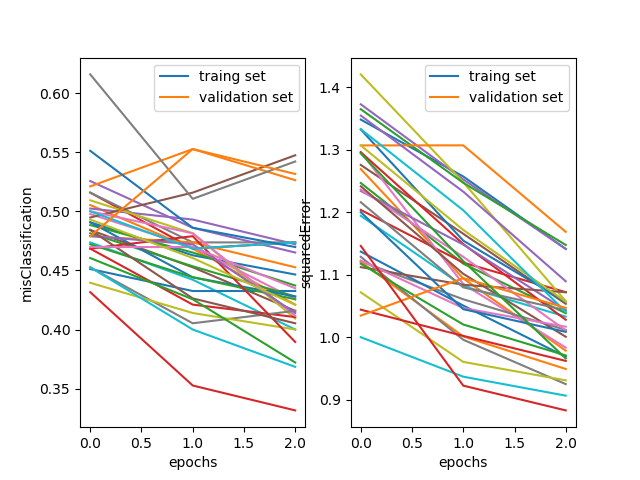 traing set
validation set
0.60
0.55
0.50
0.45
0.40
0.35
misClassification
0.0
0.5
1.0
1.5
2.0
epochs
traing set
validation set
1.4
1.3
1.2
1.1
1.0
0.9
squaredError
0.0
0.5
1.0
1.5
2.0
epochs